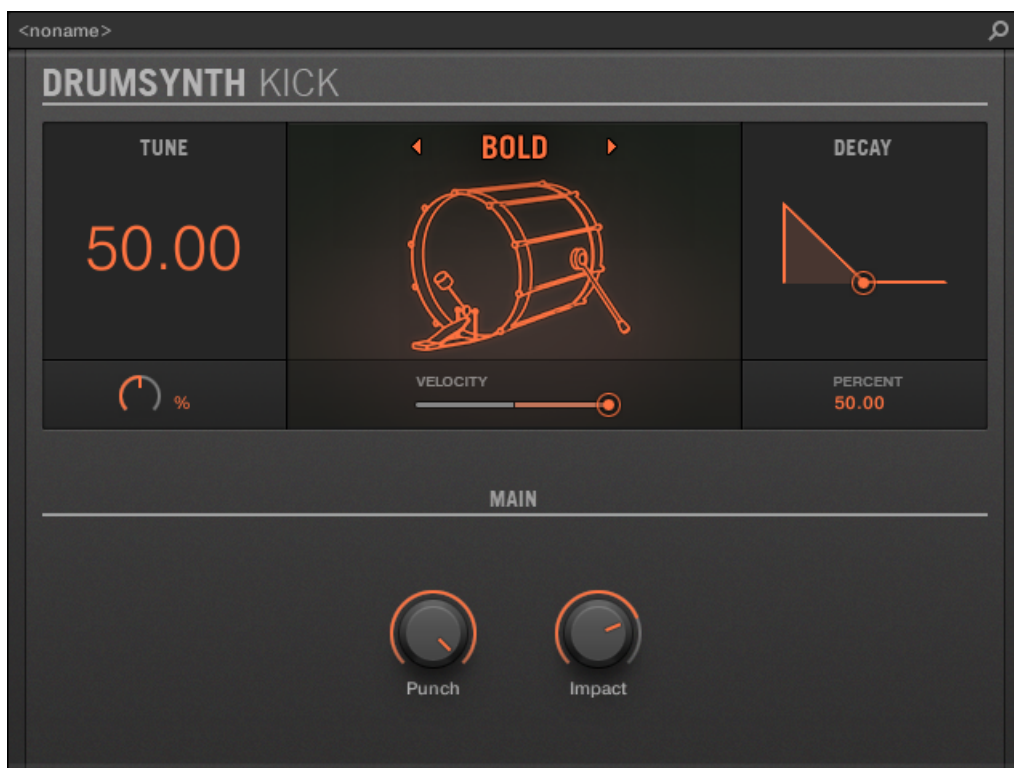 <noname>
DRUMSYNTH KICK
TUNE
BOLD
DECAY
50.00
%
VELOCITY
PERCENT
50.00
MAIN
Punch
Impact